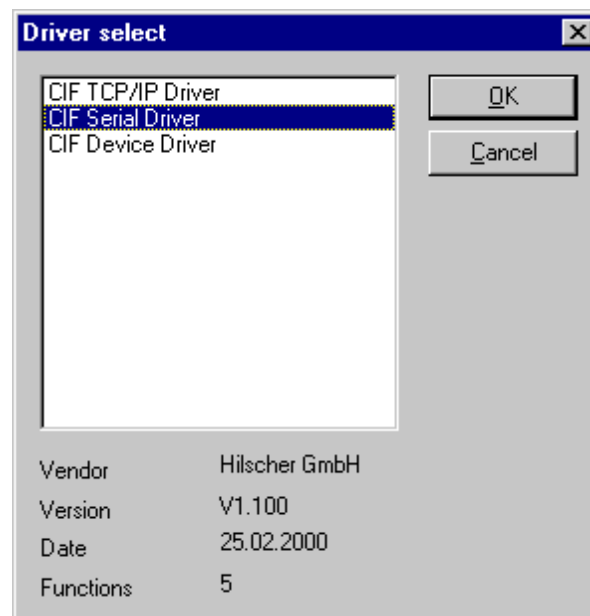 Driver select
CIF TCP/IP Driver
CIF Serial Driver
CIF Device Driver
OK
Cancel
Vendor Hilscher GmbH
Version V1.100
Date 25.02.2000
Functions 5